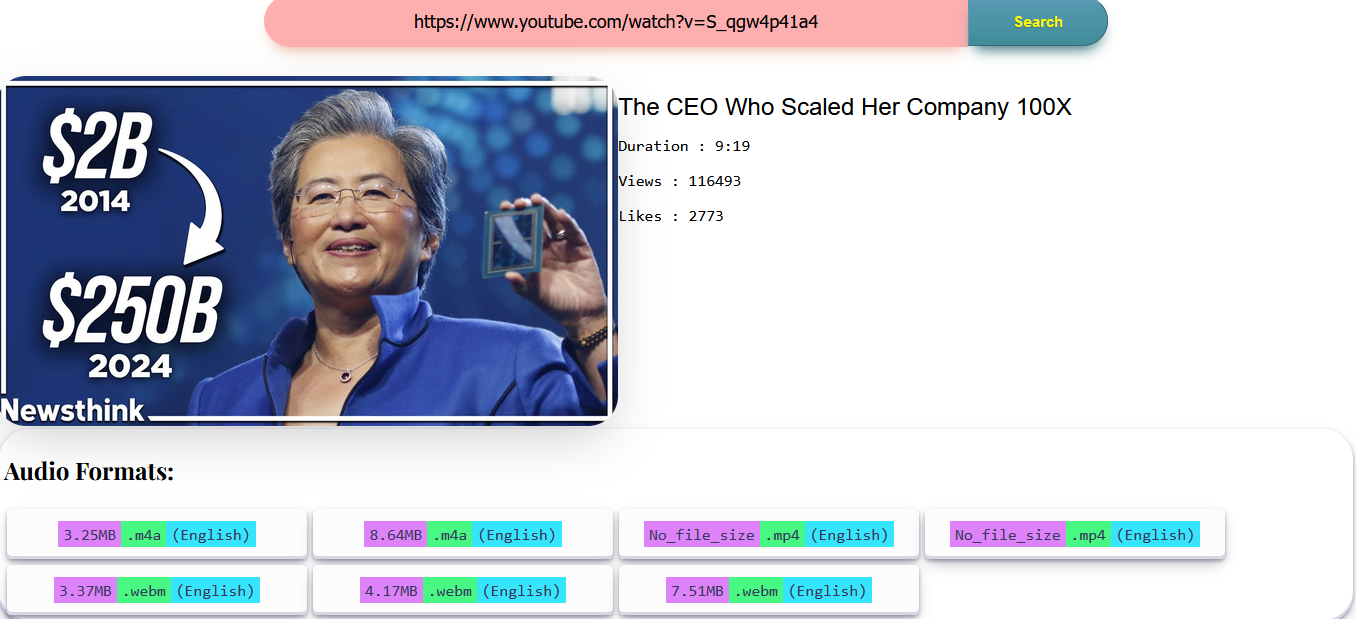 https://www.youtube.com/watch?v=S_qgw4p41a4
Search
$2B
2014
$250B
2024
Newsthink
The CEO Who Scaled Her Company 100X
Duration : 9:19
Views : 116493
Likes : 2773
Audio Formats:
3.25MB .m4a (English)
8.64MB .m4a (English)
No_file_size .mp4 (English)
No_file_size .mp4 (English)
3.37MB .webm (English)
4.17MB .webm (English)
7.51MB .webm (English)